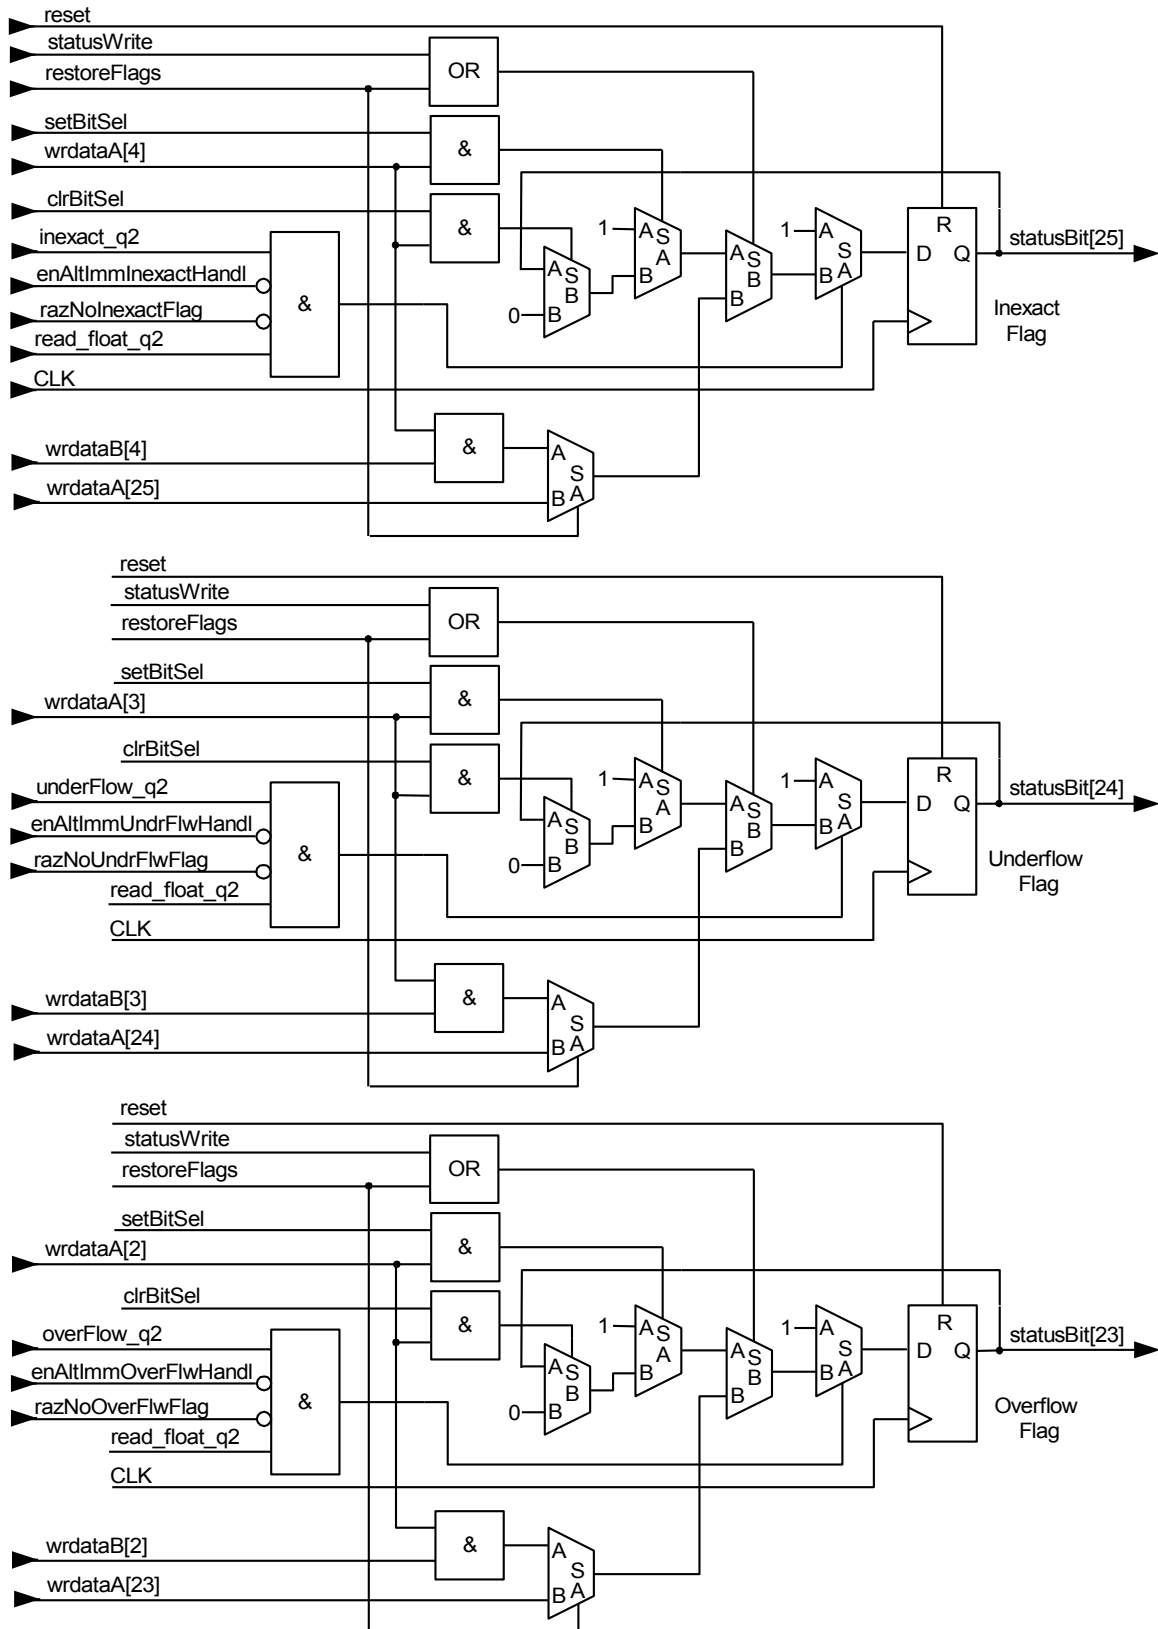 reset
statusWrite
restoreFlags
OR
setBitSel
wrdataA[4]
&
clrBitSel
&
inexact_q2
enAltImmInexactHandl
razNoInexactFlag
read_float_q2
&
CLK
A S B
B
0
1
A S A
B
A S B
B
1
A S A
B
R
D Q
statusBit[25]
Inexact
Flag
wrdataB[4]
wrdataA[25]
&
A
S
B A
reset
statusWrite
restoreFlags
OR
setBitSel
wrdataA[3]
&
clrBitSel
&
underFlow_q2
enAltImmUndrFlwHandl
razNoUndrFlwFlag
read_float_q2
&
CLK
A S B
B
0
1
A S A
B
A S B
B
1
A S A
B
R
D Q
statusBit[24]
Underflow
Flag
wrdataB[3]
wrdataA[24]
&
A
S
B A
reset
statusWrite
restoreFlags
OR
setBitSel
wrdataA[2]
&
clrBitSel
&
overFlow_q2
enAltImmOverFlwHandl
razNoOverFlwFlag
read_float_q2
&
CLK
A S B
B
0
1
A S A
B
A S B
B
1
A S A
B
R
D Q
statusBit[23]
Overflow
Flag
wrdataB[2]
wrdataA[23]
&
A
S
B A